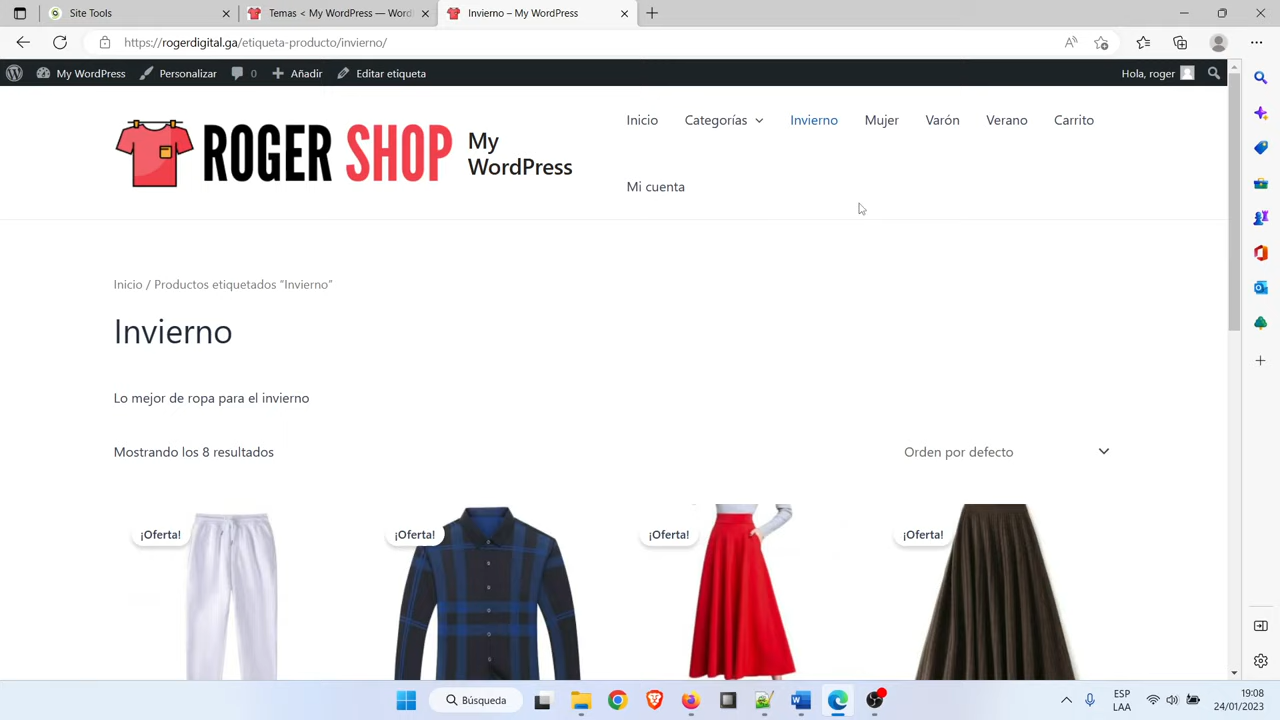 Site Tools
Temas < My WordPress — Word
Invierno – My WordPress
https://rogerdigital.ga/etiqueta-producto/invierno/
My WordPress
Personalizar
0
Añadir
Editar etiqueta
Hola, roger
ROGER SHOP
My
WordPress
Inicio
Categorías
Invierno
Mujer
Varón
Verano
Carrito
Mi cuenta
Inicio / Productos etiquetados “Invierno”
Invierno
Lo mejor de ropa para el invierno
Mostrando los 8 resultados
Orden por defecto
¡Oferta!
¡Oferta!
¡Oferta!
¡Oferta!
Búsqueda
ESP
LAA
19:08
24/01/2023